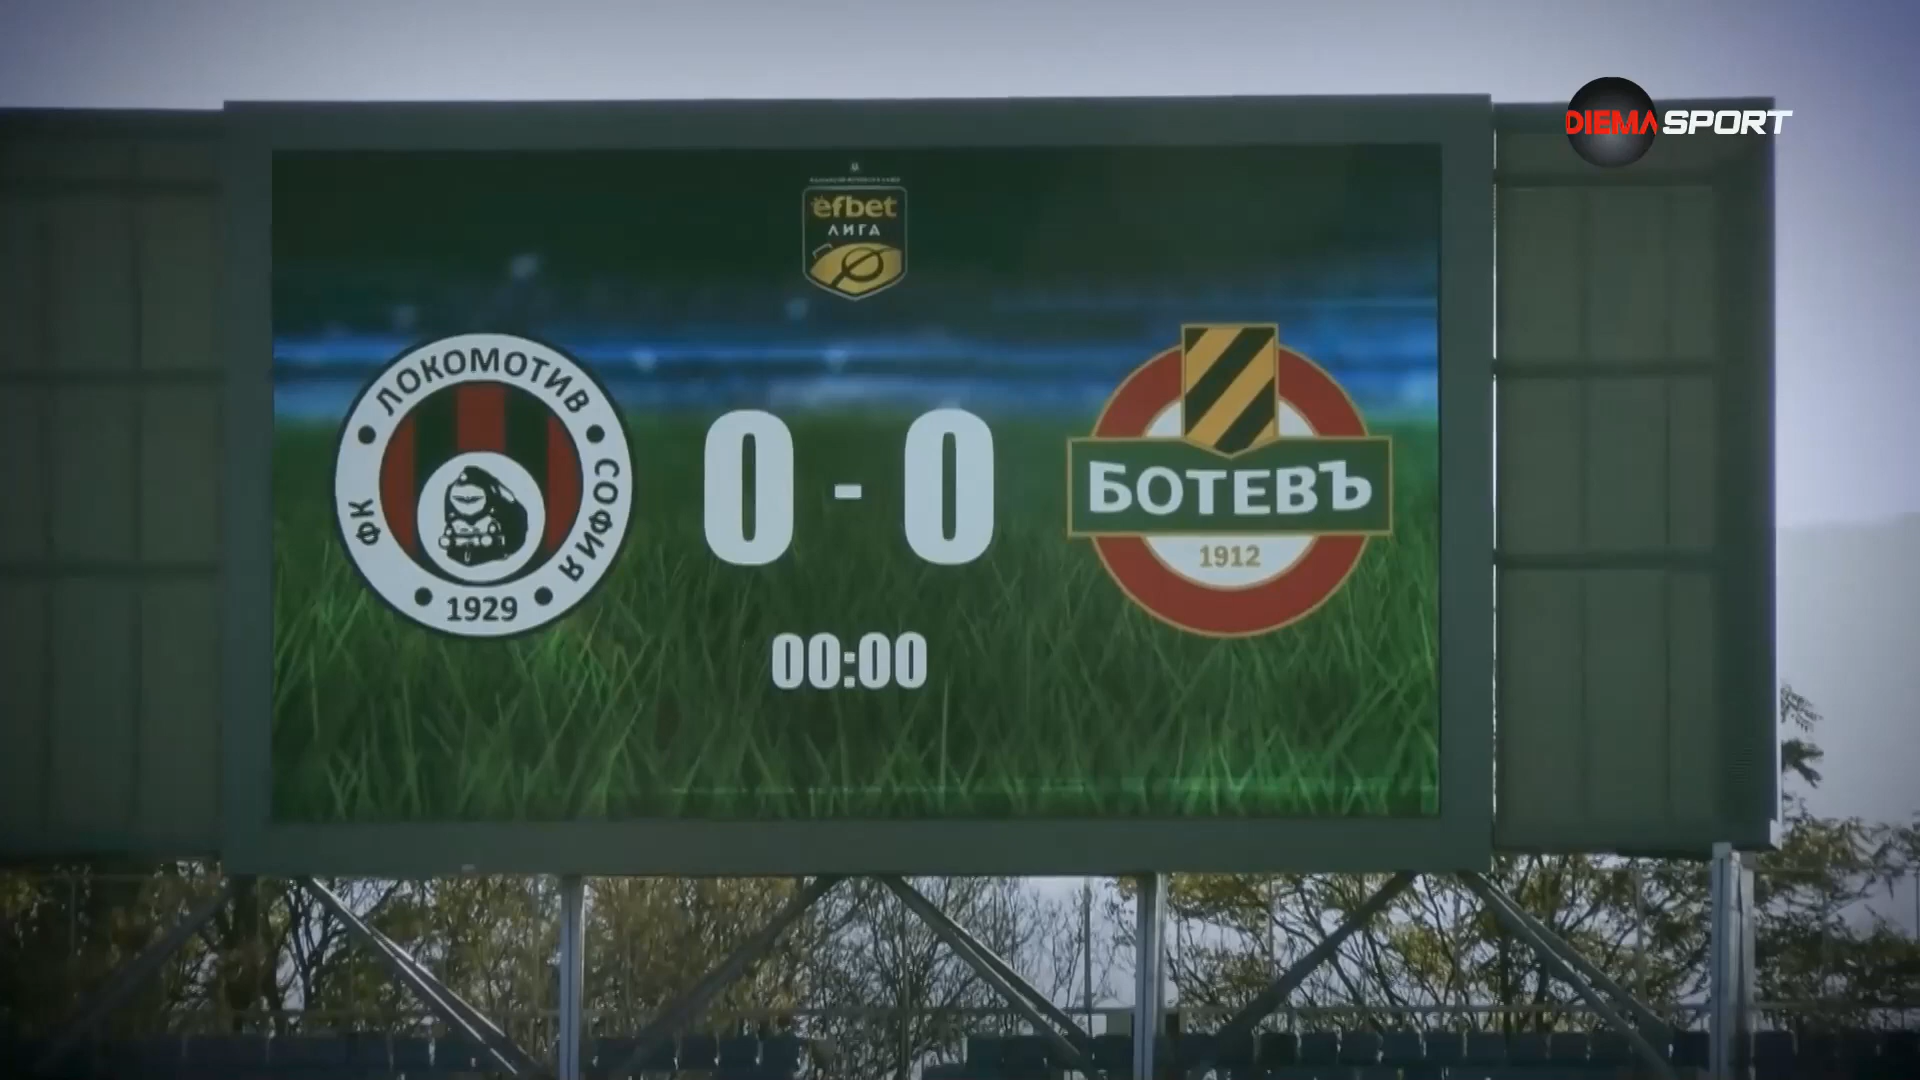 DIEMA SPORT
efbet
ЛИГА
ФК ЛОКОМОТИВ СОФИЯ
1929
0 - 0
БОТЕВЪ
1912
00:00